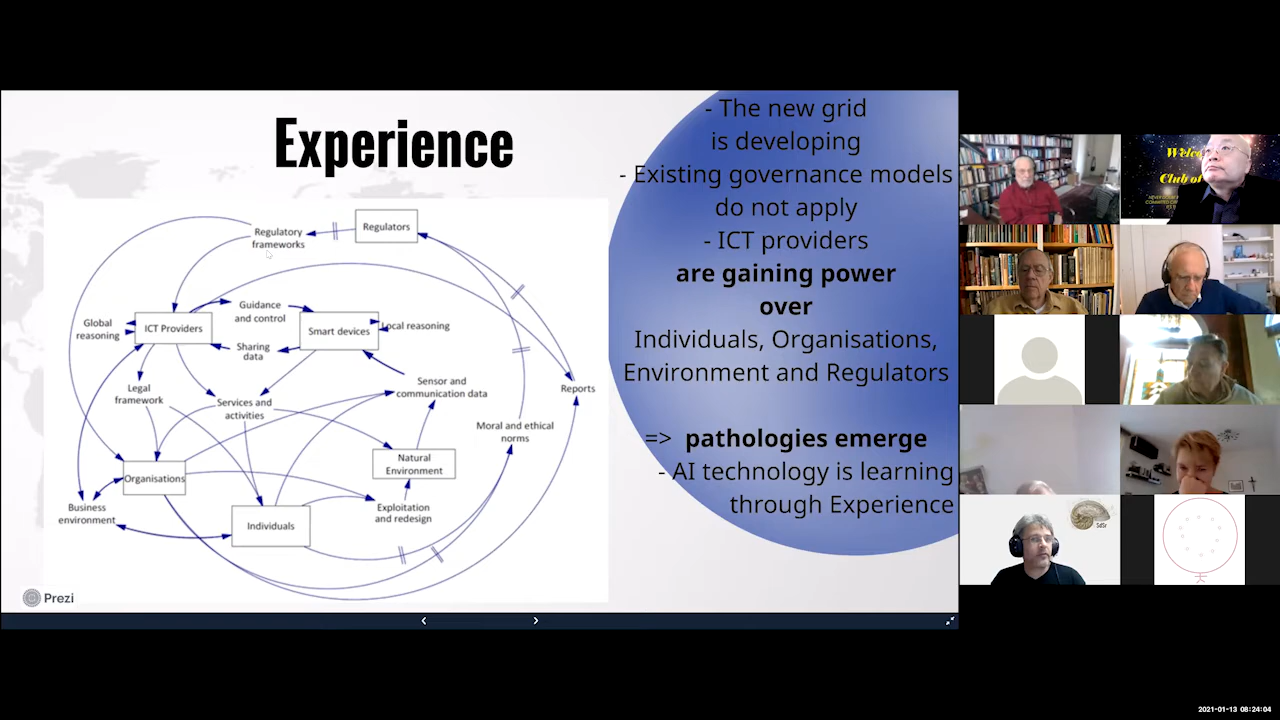 Experience
- The new grid
is developing
- Existing governance models
do not apply
- ICT providers
are gaining power
over
Individuals, Organisations,
Environment and Regulators
=> pathologies emerge
- AI technology is learning
through Experience
Regulatory
frameworks
Regulators
Guidance
and control
Global
reasoning
ICT Providers
Smart devices
Local reasoning
Sharing
data
Legal
framework
Services and
activities
Sensor and
communication data
Reports
Moral and ethical
norms
Natural
Environment
Organisations
Business
environment
Individuals
Exploitation
and redesign
Prezi
Club of
SdSr
2021-01-13 08:24:04